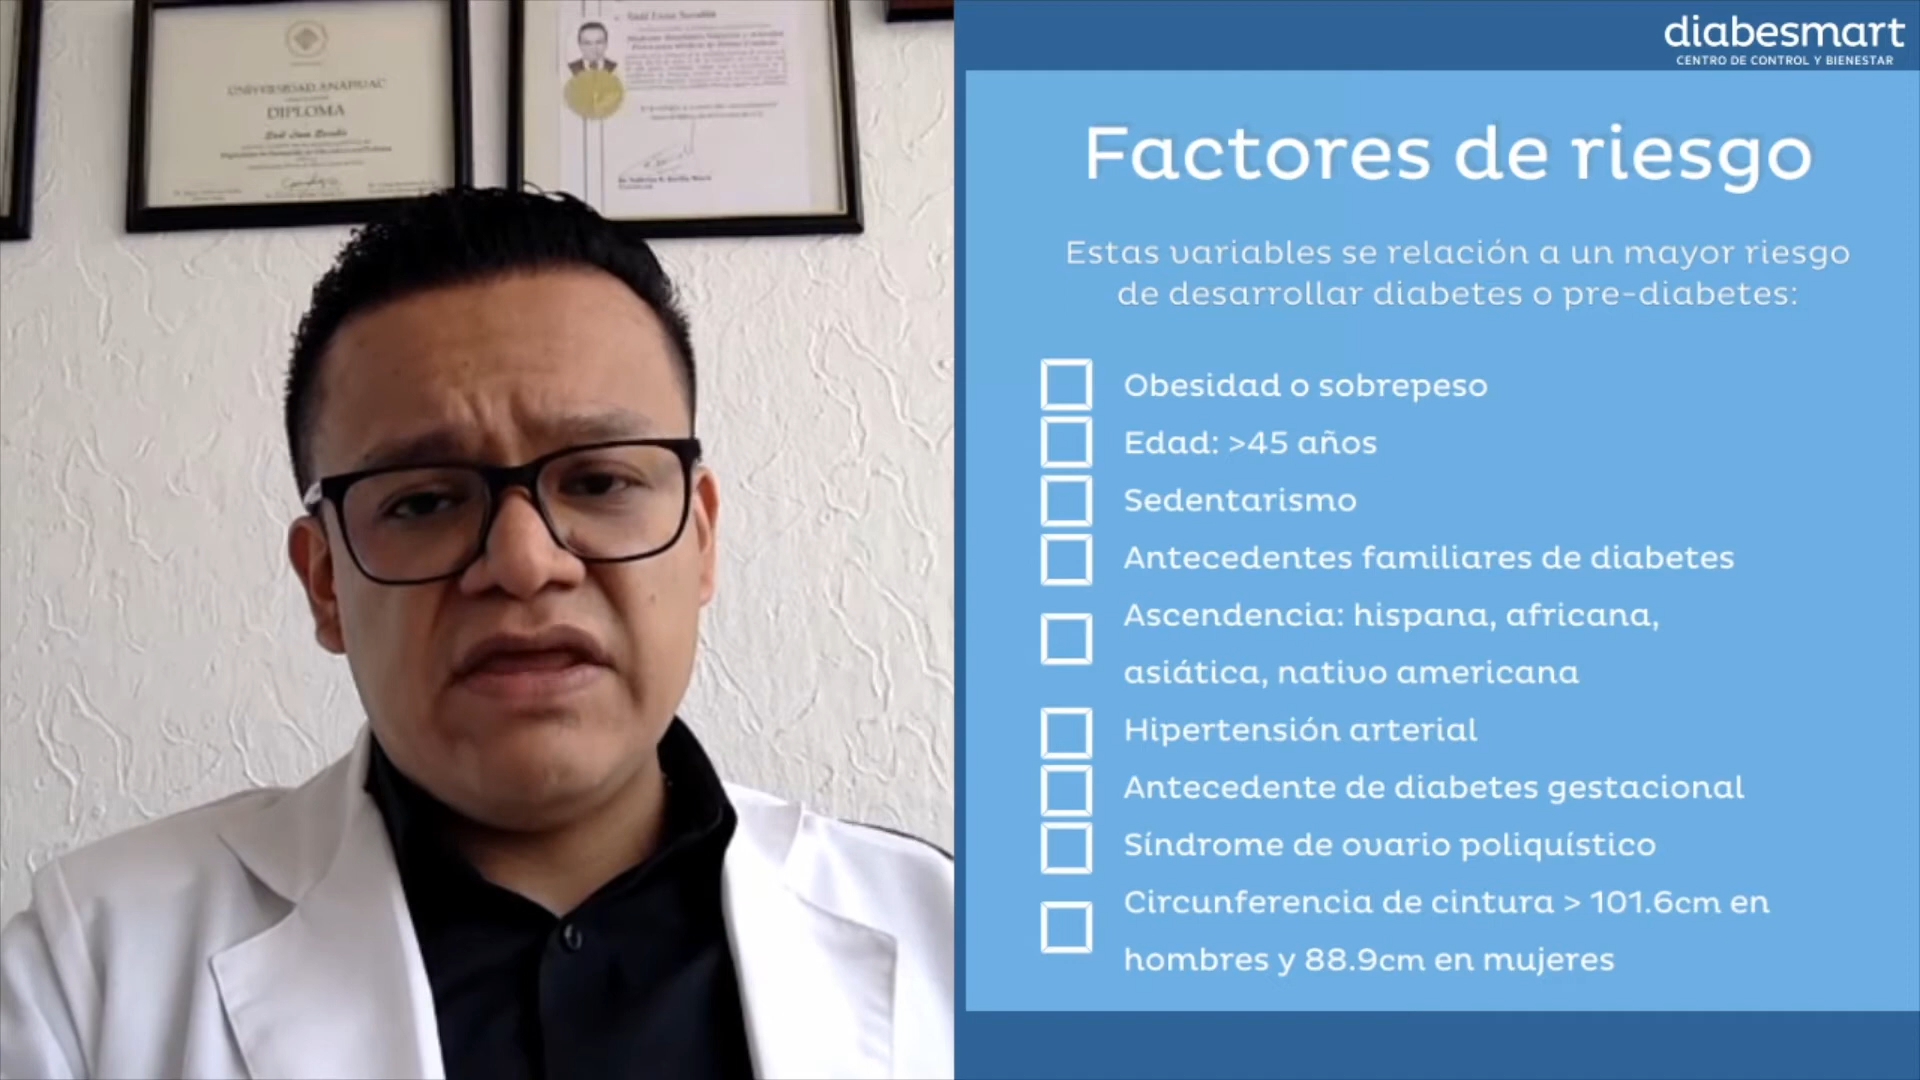 UNIVERSIDAD ANAHUAC
DIPLOMA
diabesmart
CENTRO DE CONTROL Y BIENESTAR
Factores de riesgo
Estas variables se relación a un mayor riesgo
de desarrollar diabetes o pre-diabetes:
Obesidad o sobrepeso
Edad: >45 años
Sedentarismo
Antecedentes familiares de diabetes
Ascendencia: hispana, africana,
asiática, nativo americana
Hipertensión arterial
Antecedente de diabetes gestacional
Síndrome de ovario poliquístico
Circunferencia de cintura > 101.6cm en
hombres y 88.9cm en mujeres